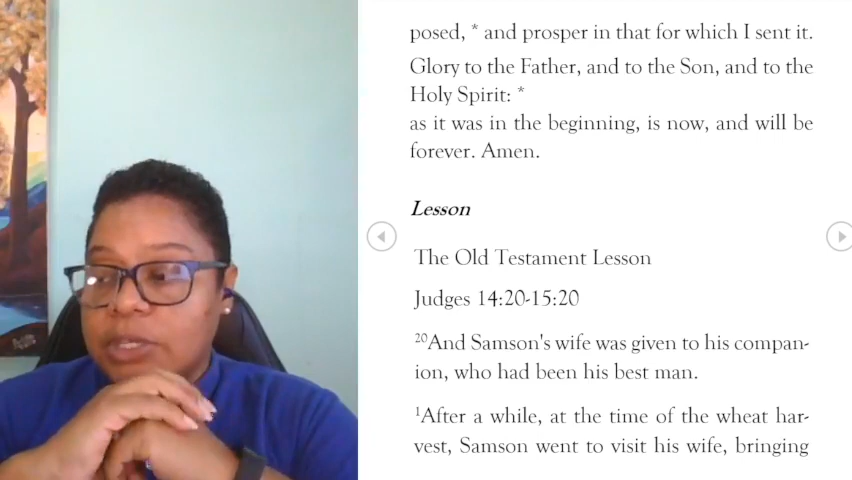 posed, * and prosper in that for which I sent it.
Glory to the Father, and to the Son, and to the
Holy Spirit: *
as it was in the beginning, is now, and will be
forever. Amen.
Lesson
The Old Testament Lesson
Judges 14:20-15:20
20And Samson's wife was given to his compan-
ion, who had been his best man.
1After a while, at the time of the wheat har-
vest, Samson went to visit his wife, bringing